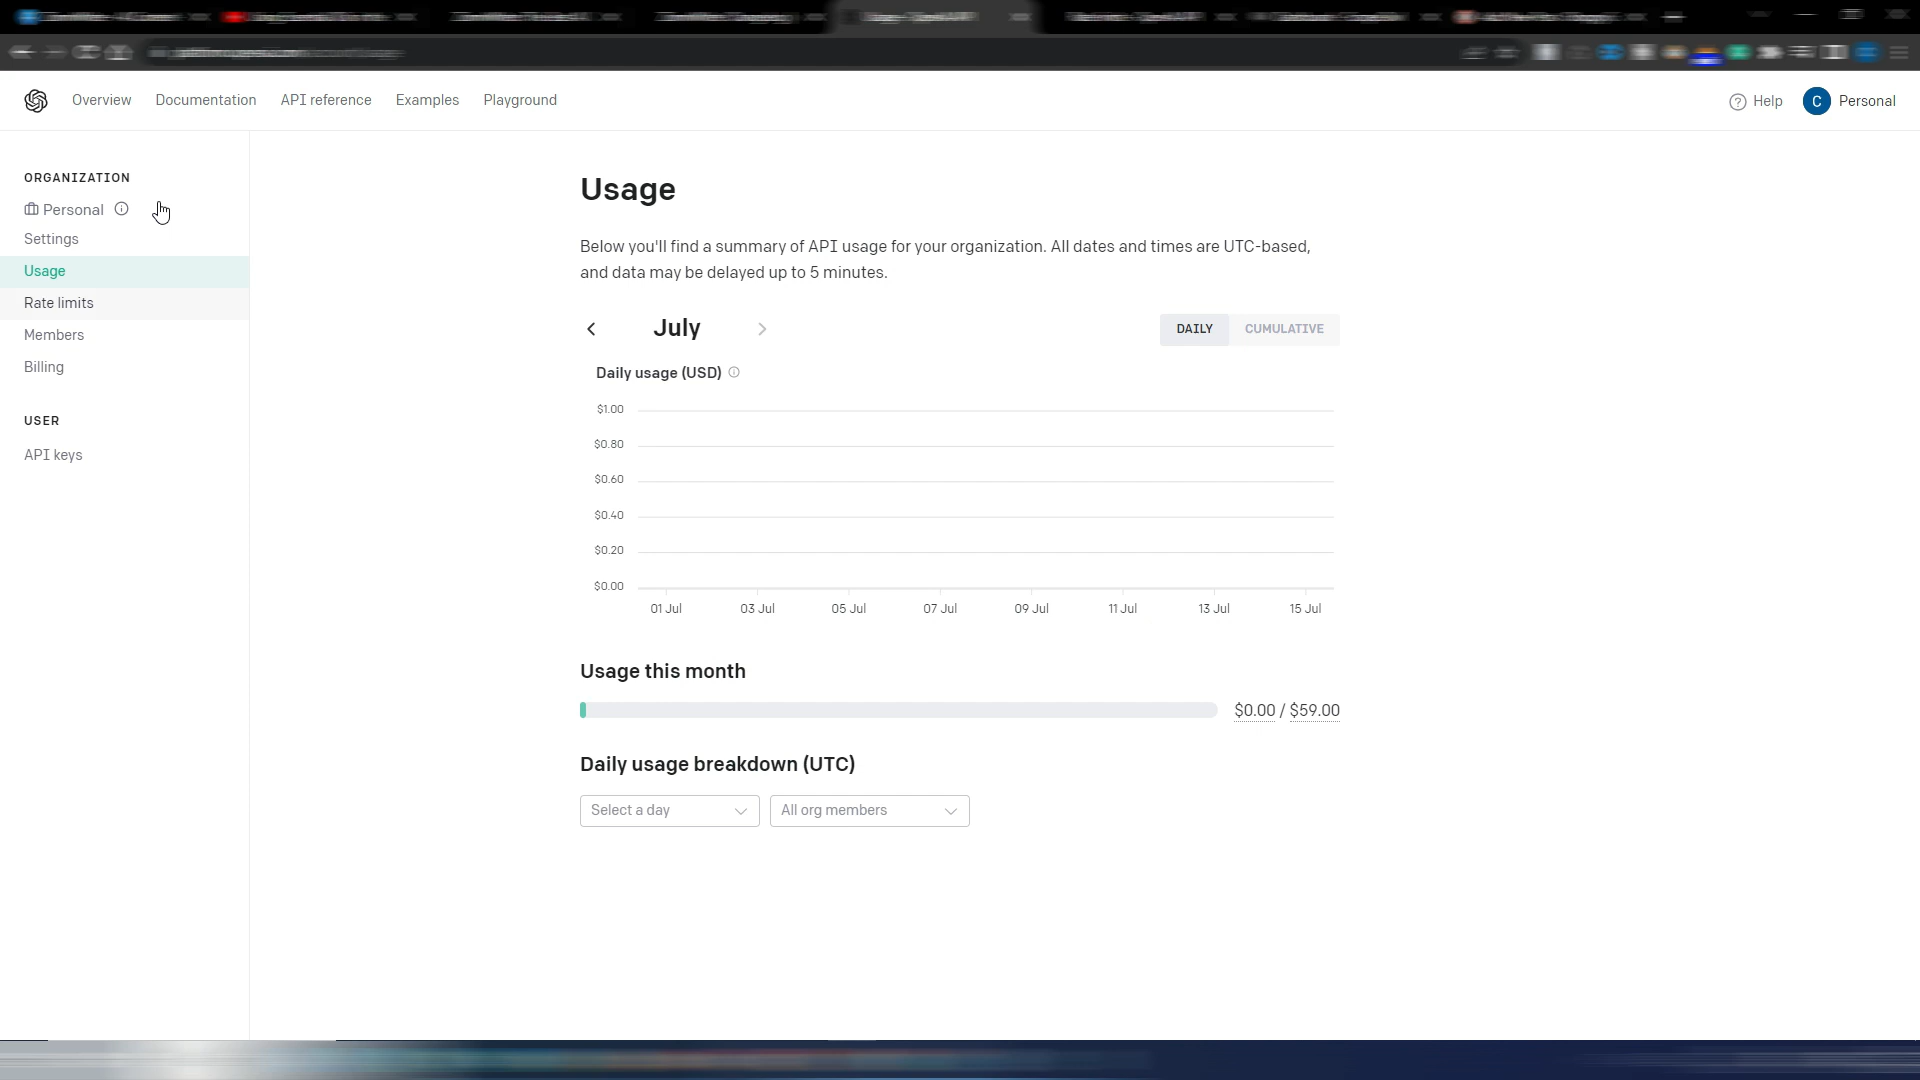 Overview
Documentation
API reference
Examples
Playground
Help
C
Personal
ORGANIZATION
Personal
Settings
Usage
Rate limits
Members
Billing
USER
API keys
Usage
Below you'll find a summary of API usage for your organization. All dates and times are UTC-based,
and data may be delayed up to 5 minutes.
July
DAILY
CUMULATIVE
Daily usage (USD)
$1.00
$0.80
$0.60
$0.40
$0.20
$0.00
01 Jul
03 Jul
05 Jul
07 Jul
09 Jul
11 Jul
13 Jul
15 Jul
Usage this month
$0.00 / $59.00
Daily usage breakdown (UTC)
Select a day
All org members